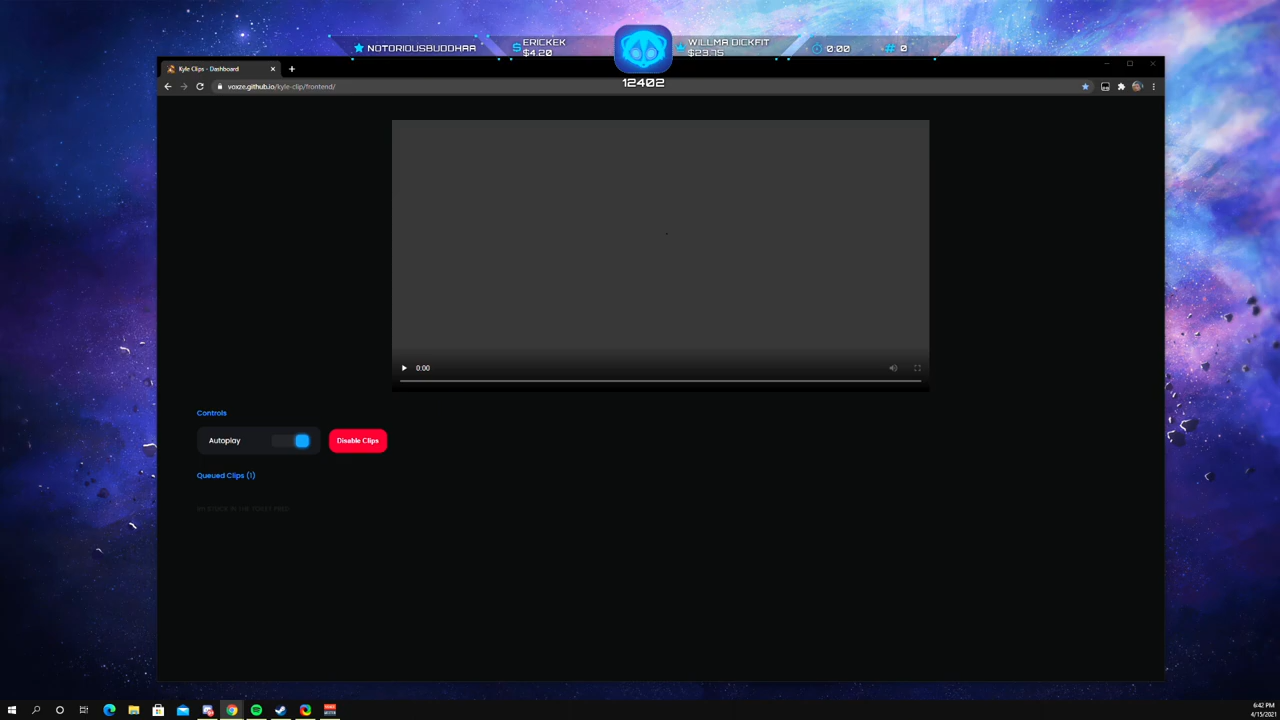 NOTORIOUSBUDDHAA
ERICKEK
$4.20
WILLMA DICKFIT
$23.75
0:00
# 0
12402
Kyle Clips - Dashboard
voxze.github.io/kyle-clip/frontend/
0:00
Controls
Autoplay
Disable Clips
Queued Clips (1)
6:42 PM
4/15/2021